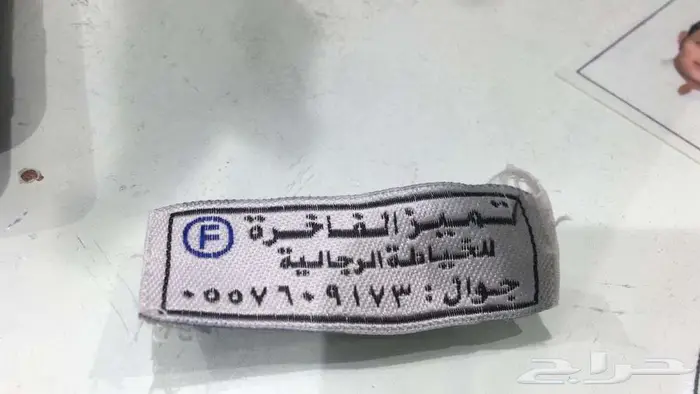 تميز الفاخرة
F
للخياطة الرجالية
جوال : ٠٥٥٧٦٠٩١٧٣
حراج